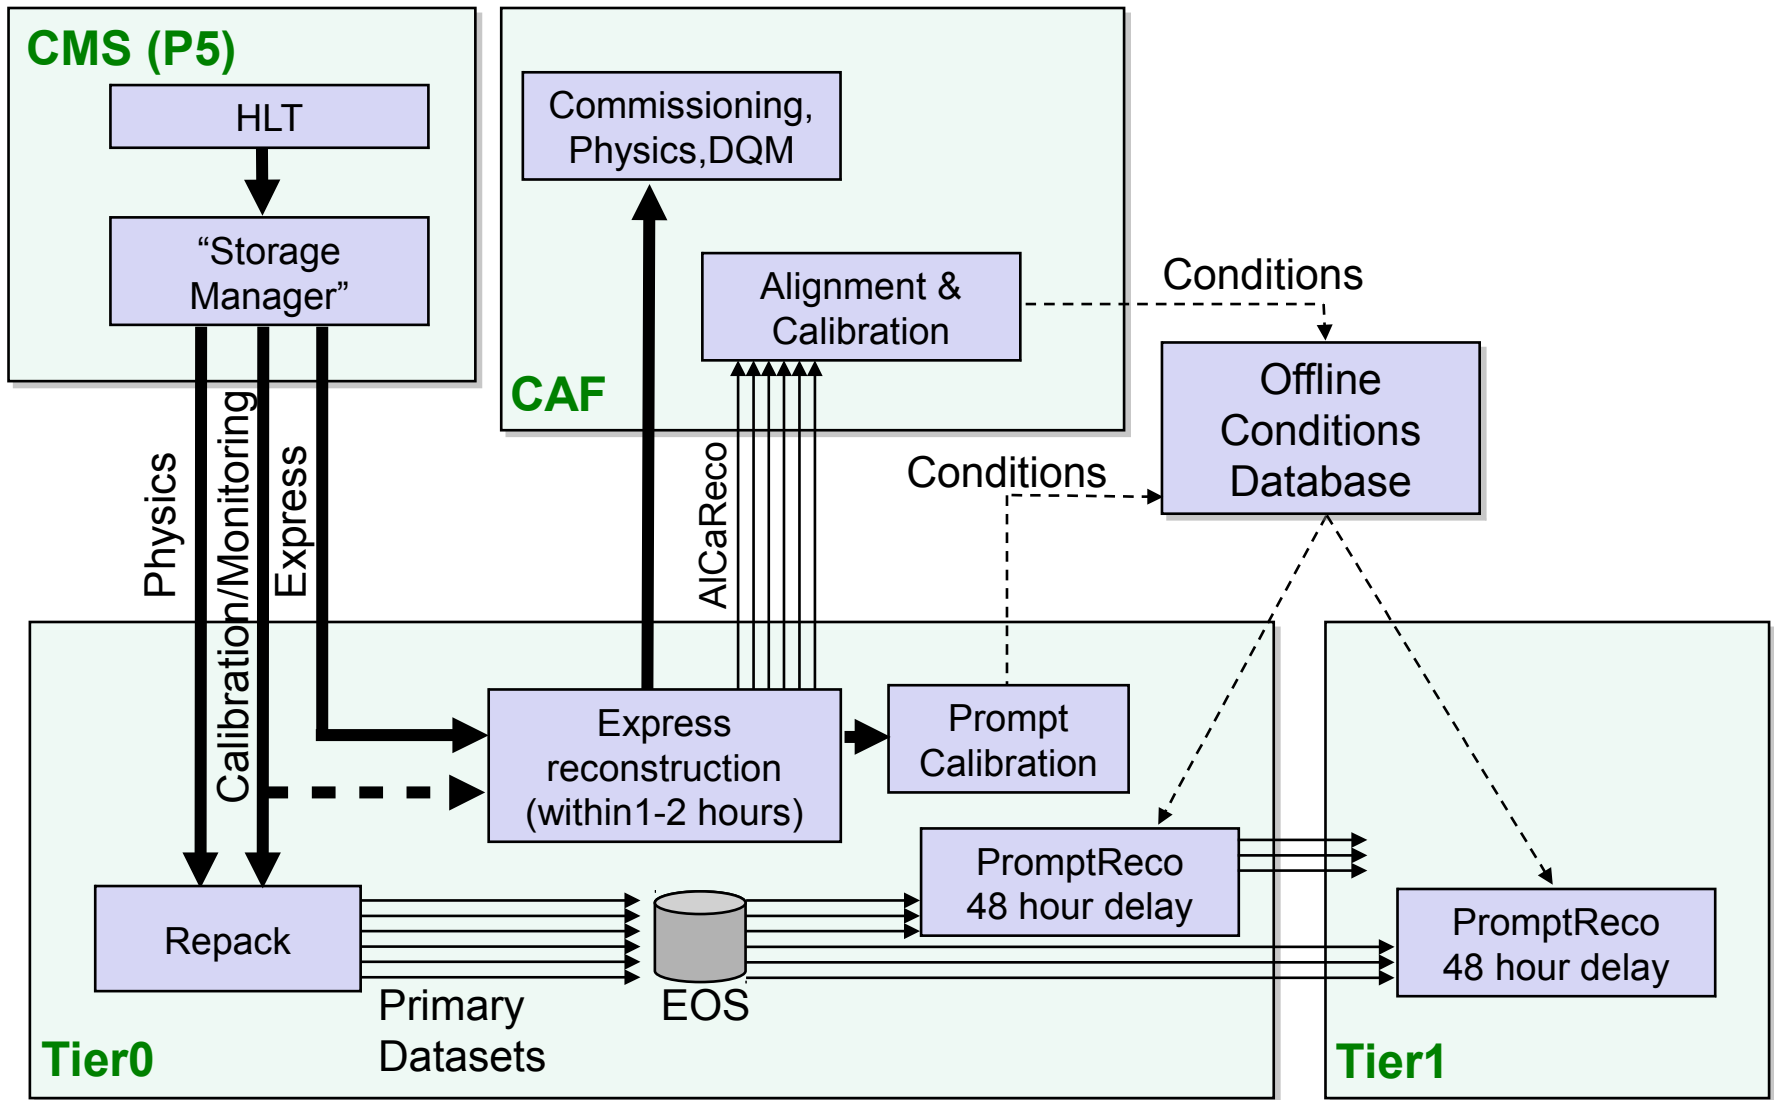 CMS (P5)
HLT
“Storage
Manager”
Commissioning,
Physics,DQM
Alignment &
Calibration
CAF
Conditions
Offline
Conditions
Database
Conditions
Physics
Calibration/Monitoring
Express
AlCaReco
Express
reconstruction
(within1-2 hours)
Prompt
Calibration
PromptReco
48 hour delay
Repack
Primary
Datasets
EOS
PromptReco
48 hour delay
Tier0
Tier1